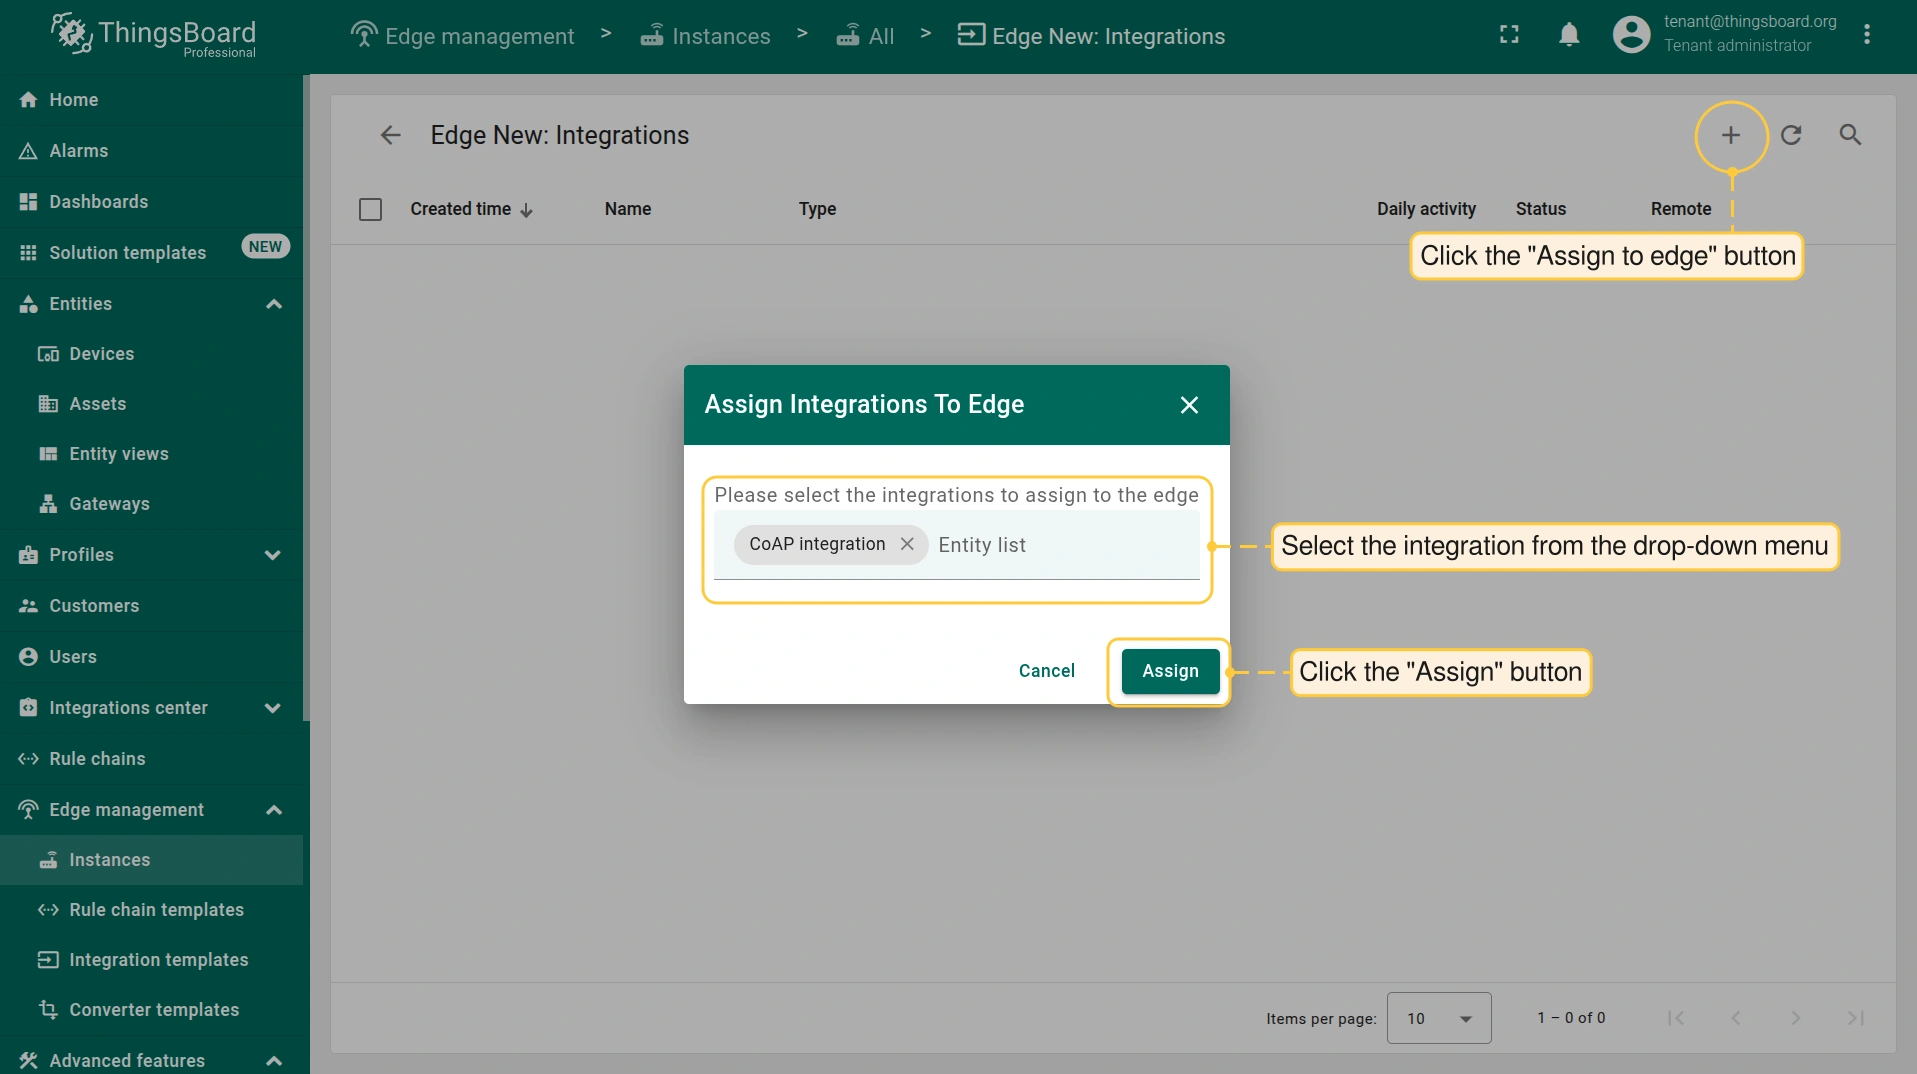 ThingsBoard
Professional
Edge management > Instances > All > Edge New: Integrations
tenant@thingsboard.org
Tenant administrator
Home
Alarms
Dashboards
Solution templates NEW
Entities
Devices
Assets
Entity views
Gateways
Profiles
Customers
Users
Integrations center
Rule chains
Edge management
Instances
Rule chain templates
Integration templates
Converter templates
Advanced features
Edge New: Integrations
Created time Name Type Daily activity Status Remote
Click the "Assign to edge" button
Assign Integrations To Edge
Please select the integrations to assign to the edge
CoAP integration Entity list
Select the integration from the drop-down menu
Cancel Assign
Click the "Assign" button
Items per page: 10 1 – 0 of 0